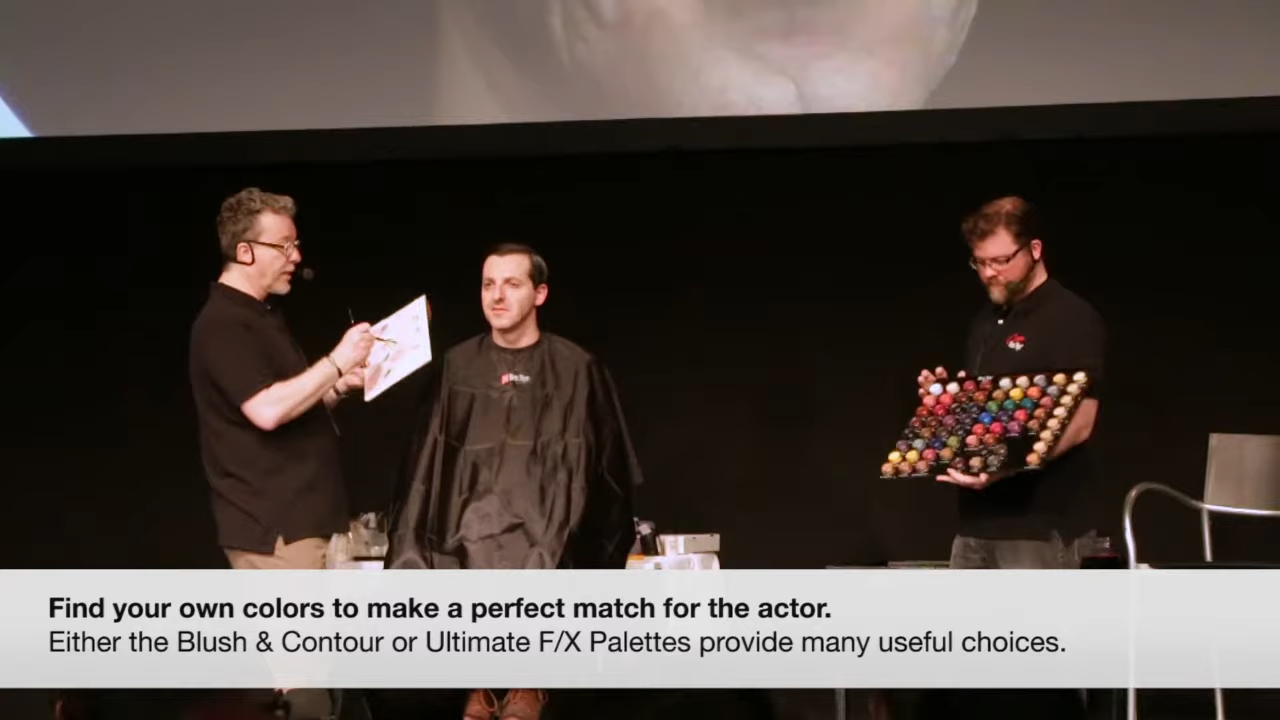 Find your own colors to make a perfect match for the actor.
Either the Blush & Contour or Ultimate F/X Palettes provide many useful choices.